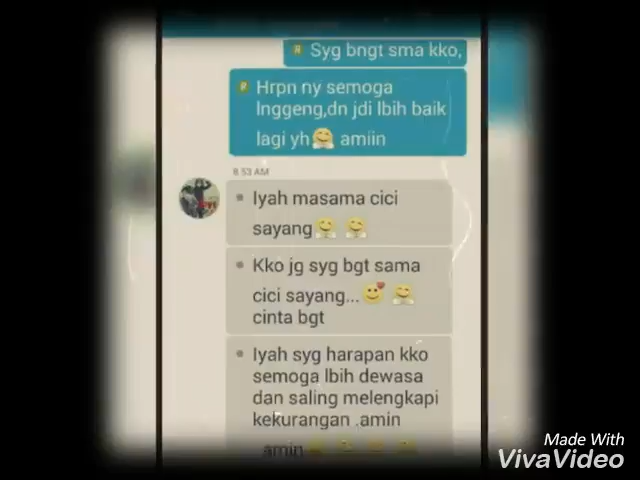 Syg bngt sma kko,
Hrpn ny semoga
lnggeng,dn jdi lbih baik
lagi yh🤗 amiin
8.53 AM
Iyah masama cici
sayang🤗 🤗
Kko jg syg bgt sama
cici sayang...🥰 🤗
cinta bgt
Iyah syg harapan kko
semoga lbih dewasa
dan saling melengkapi
kekurangan .amin
amin
Made With
VivaVideo